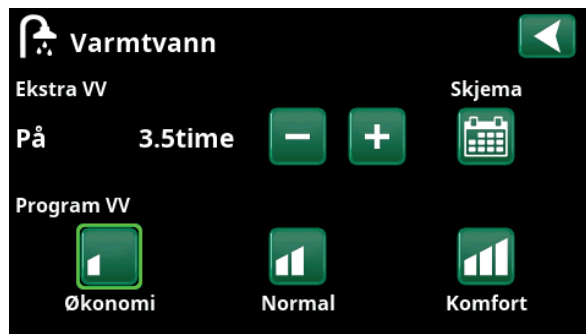 Varmtvann
Ekstra VV
Skjema
På 3.5time
Program VV
Økonomi Normal Komfort